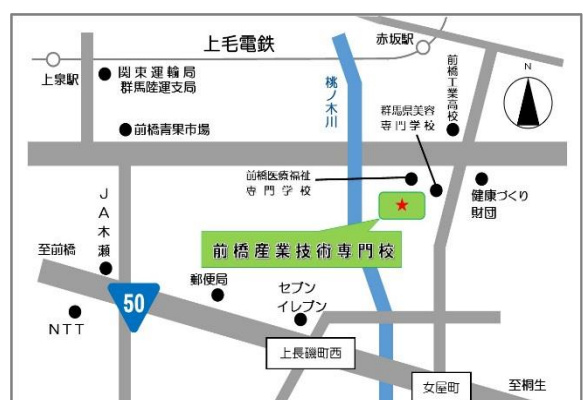 上毛電鉄
赤坂駅
上泉駅
関東運輸局
群馬陸運支局
前橋工業高校
N
桃ノ木川
群馬県美容
専門学校
前橋青果市場
前橋医療福祉
専門学校
健康づくり
財団
JA木瀬
前橋産業技術専門校
至前橋
郵便局
セブン
イレブン
50
NTT
上長磯町西
女屋町
至桐生